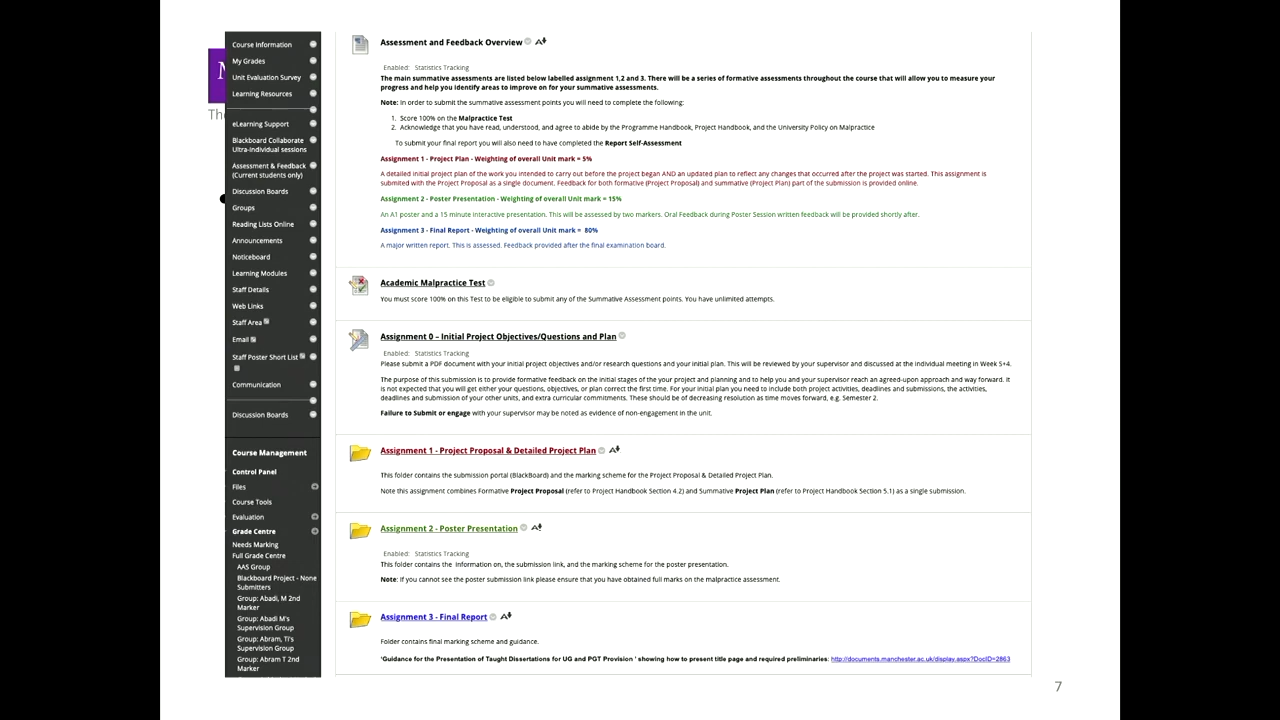 Course Information
My Grades
Unit Evaluation Survey
Learning Resources
eLearning Support
Blackboard Collaborate
Ultra-Individual sessions
Assessment & Feedback
(Current students only)
Discussion Boards
Groups
Reading Lists Online
Announcements
Noticeboard
Learning Modules
Staff Details
Web Links
Staff Area
Email
Staff Poster Short List
Communication
Discussion Boards
Course Management
Control Panel
Files
Course Tools
Evaluation
Grade Centre
Needs Marking
Full Grade Centre
AAS Group
Blackboard Project - None
Submitters
Group: Abadi, M 2nd
Marker
Group: Abadi M's
Supervision Group
Group: Abram, Ti's
Supervision Group
Group: Abram T 2nd
Marker
Assessment and Feedback Overview
Enabled: Statistics Tracking
The main summative assessments are listed below labelled assignment 1,2 and 3. There will be a series of formative assessments throughout the course that will allow you to measure your
progress and help you identify areas to improve on for your summative assessments.
Note: In order to submit the summative assessment points you will need to complete the following:
1. Score 100% on the Malpractice Test
2. Acknowledge that you have read, understood, and agree to abide by the Programme Handbook, Project Handbook, and the University Policy on Malpractice
To submit your final report you will also need to have completed the Report Self-Assessment
Assignment 1 - Project Plan - Weighting of overall Unit mark = 5%
A detailed initial project plan of the work you intended to carry out before the project began AND an updated plan to reflect any changes that occurred after the project was started. This assignment is
submited with the Project Proposal as a single document. Feedback for both formative (Project Proposal) and summative (Project Plan) part of the submission is provided online.
Assignment 2 - Poster Presentation - Weighting of overall Unit mark = 15%
An A1 poster and a 15 minute interactive presentation. This will be assessed by two markers. Oral Feedback during Poster Session written feedback will be provided shortly after.
Assignment 3 - Final Report - Weighting of overall Unit mark = 80%
A major written report. This is assessed. Feedback provided after the final examination board.
Academic Malpractice Test
You must score 100% on this Test to be eligible to submit any of the Summative Assessment points. You have unlimited attempts.
Assignment 0 – Initial Project Objectives/Questions and Plan
Enabled: Statistics Tracking
Please submit a PDF document with your initial project objectives and/or research questions and your initial plan. This will be reviewed by your supervisor and discussed at the individual meeting in Week 5+4.
The purpose of this submission is to provide formative feedback on the initial stages of your project and planning and to help you and your supervisor reach an agreed-upon approach and way forward. It
is not expected that you will get either your questions, objectives, or plan correct the first time. For your initial plan you need to include both project activities, deadlines and submissions, the activities,
deadlines and submission of your other units, and extra curricular commitments. These should be of decreasing resolution as time moves forward, e.g. Semester 2.
Failure to Submit or engage with your supervisor may be noted as evidence of non-engagement in the unit.
Assignment 1 - Project Proposal & Detailed Project Plan
This folder contains the submission portal (BlackBoard) and the marking scheme for the Project Proposal & Detailed Project Plan.
Note this assignment combines Formative Project Proposal (refer to Project Handbook Section 4.2) and Summative Project Plan (refer to Project Handbook Section 5.1) as a single submission.
Assignment 2 - Poster Presentation
Enabled: Statistics Tracking
This folder contains the information on, the submission link, and the marking scheme for the poster presentation.
Note: If you cannot see the poster submission link please ensure that you have obtained full marks on the malpractice assessment.
Assignment 3 - Final Report
Folder contains final marking scheme and guidance.
'Guidance for the Presentation of Taught Dissertations for UG and PGT Provision ' showing how to present title page and required preliminaries: http://documents.manchester.ac.uk/display.aspx?DocID=2863
7